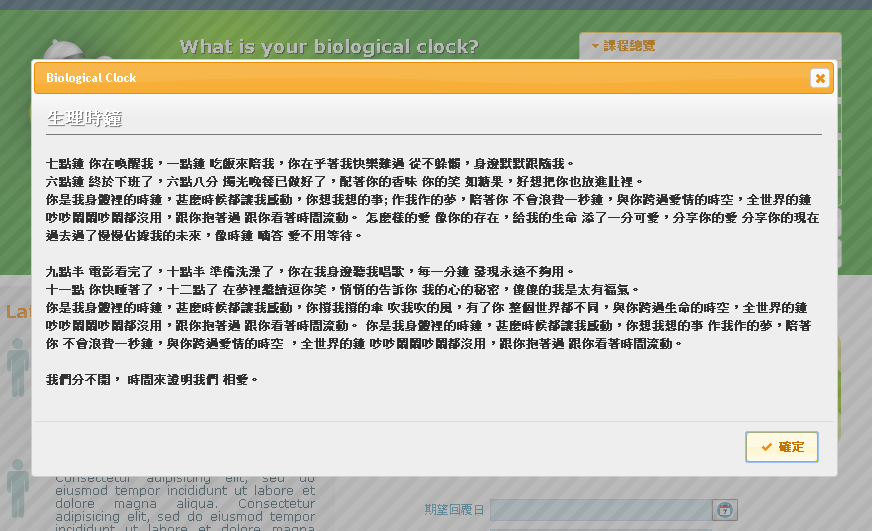 What is your biological clock?
課程總覽
Biological Clock
生理時鐘
七點鐘 你在喚醒我，一點鐘 吃飯來陪我，你在乎著我快樂難過 從不躲懶，身邊默默跟隨我。
六點鐘 終於下班了，六點八分 燭光晚餐已做好了，配著你的香味 你的笑 如糖果，好想把你也放進肚裡。
你是我身體裡的時鐘，甚麼時候都讓我感動，你想我想的事; 作我作的夢，陪著你 不會浪費一秒鐘，與你跨過愛情的時空，全世界的鐘
吵吵鬧鬧吵鬧都沒用，跟你抱著過 跟你看著時間流動。 怎麼樣的愛 像你的存在，給我的生命 添了一分可愛，分享你的愛 分享你的現在
過去過了慢慢佔據我的未來，像時鐘 嘀答 愛不用等待。
九點半 電影看完了，十點半 準備洗澡了，你在我身邊聽我唱歌，每一分鐘 發現永遠不夠用。
十一點 你快睡著了，十二點了 在夢裡繼續逗你笑，悄悄的告訴你 我的心的秘密，傻傻的我是太有福氣。
你是我身體裡的時鐘，甚麼時候都讓我感動，你撐我撐的傘 吹我吹的風，有了你 整個世界都不同，與你跨過生命的時空，全世界的鐘
吵吵鬧鬧吵鬧都沒用，跟你抱著過 跟你看著時間流動。 你是我身體裡的時鐘，甚麼時候都讓我感動，你想我想的事 作我作的夢，陪著
你 不會浪費一秒鐘，與你跨過愛情的時空 ，全世界的鐘 吵吵鬧鬧吵鬧都沒用，跟你抱著過 跟你看著時間流動。
我們分不開， 時間來證明我們 相愛。
確定
Consectetur adipisicing elit, sed do
eiusmod tempor incididunt ut labore et
dolore magna aliqua. Consectetur
adipisicing elit, sed do eiusmod tempor
incididunt ut labore et dolore magna
期望回覆日